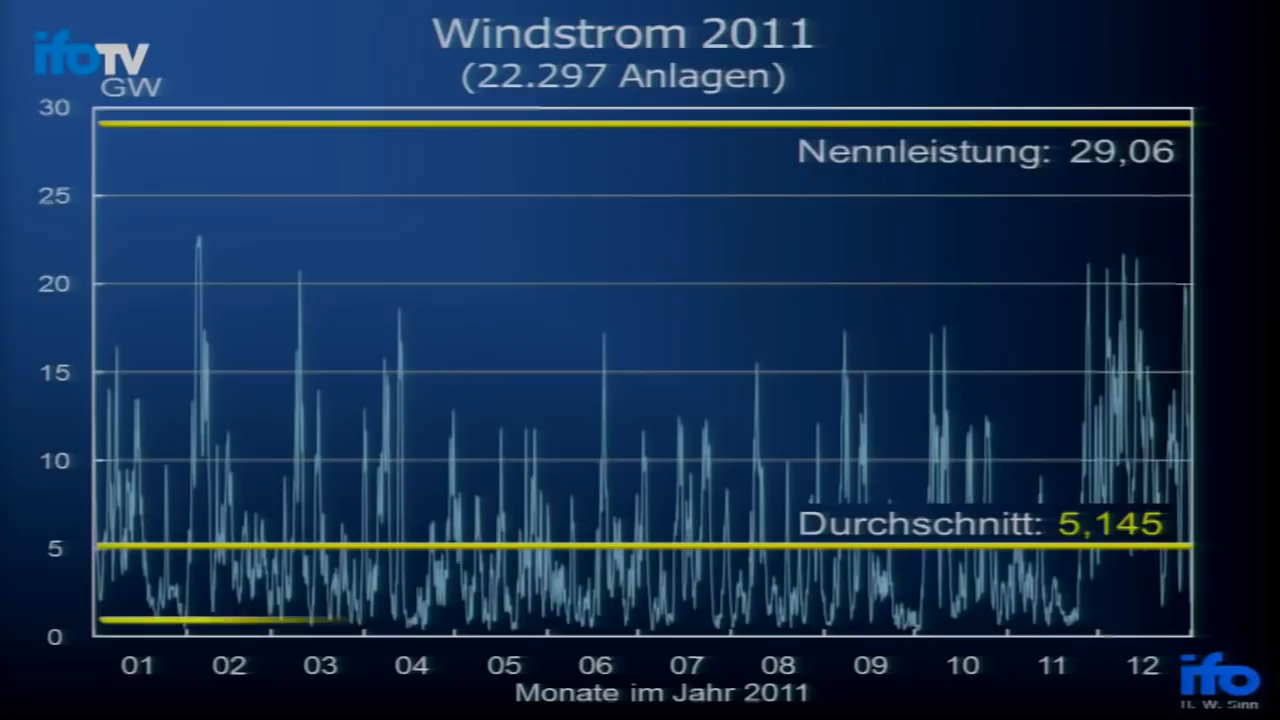 Windstrom 2011
(22.297 Anlagen)
ifoTV
GW
30
Nennleistung: 29,06
25
20
15
10
Durchschnitt: 5,145
5
0
01 02 03 04 05 06 07 08 09 10 11 12
Monate im Jahr 2011
ifo
H. W. Sinn